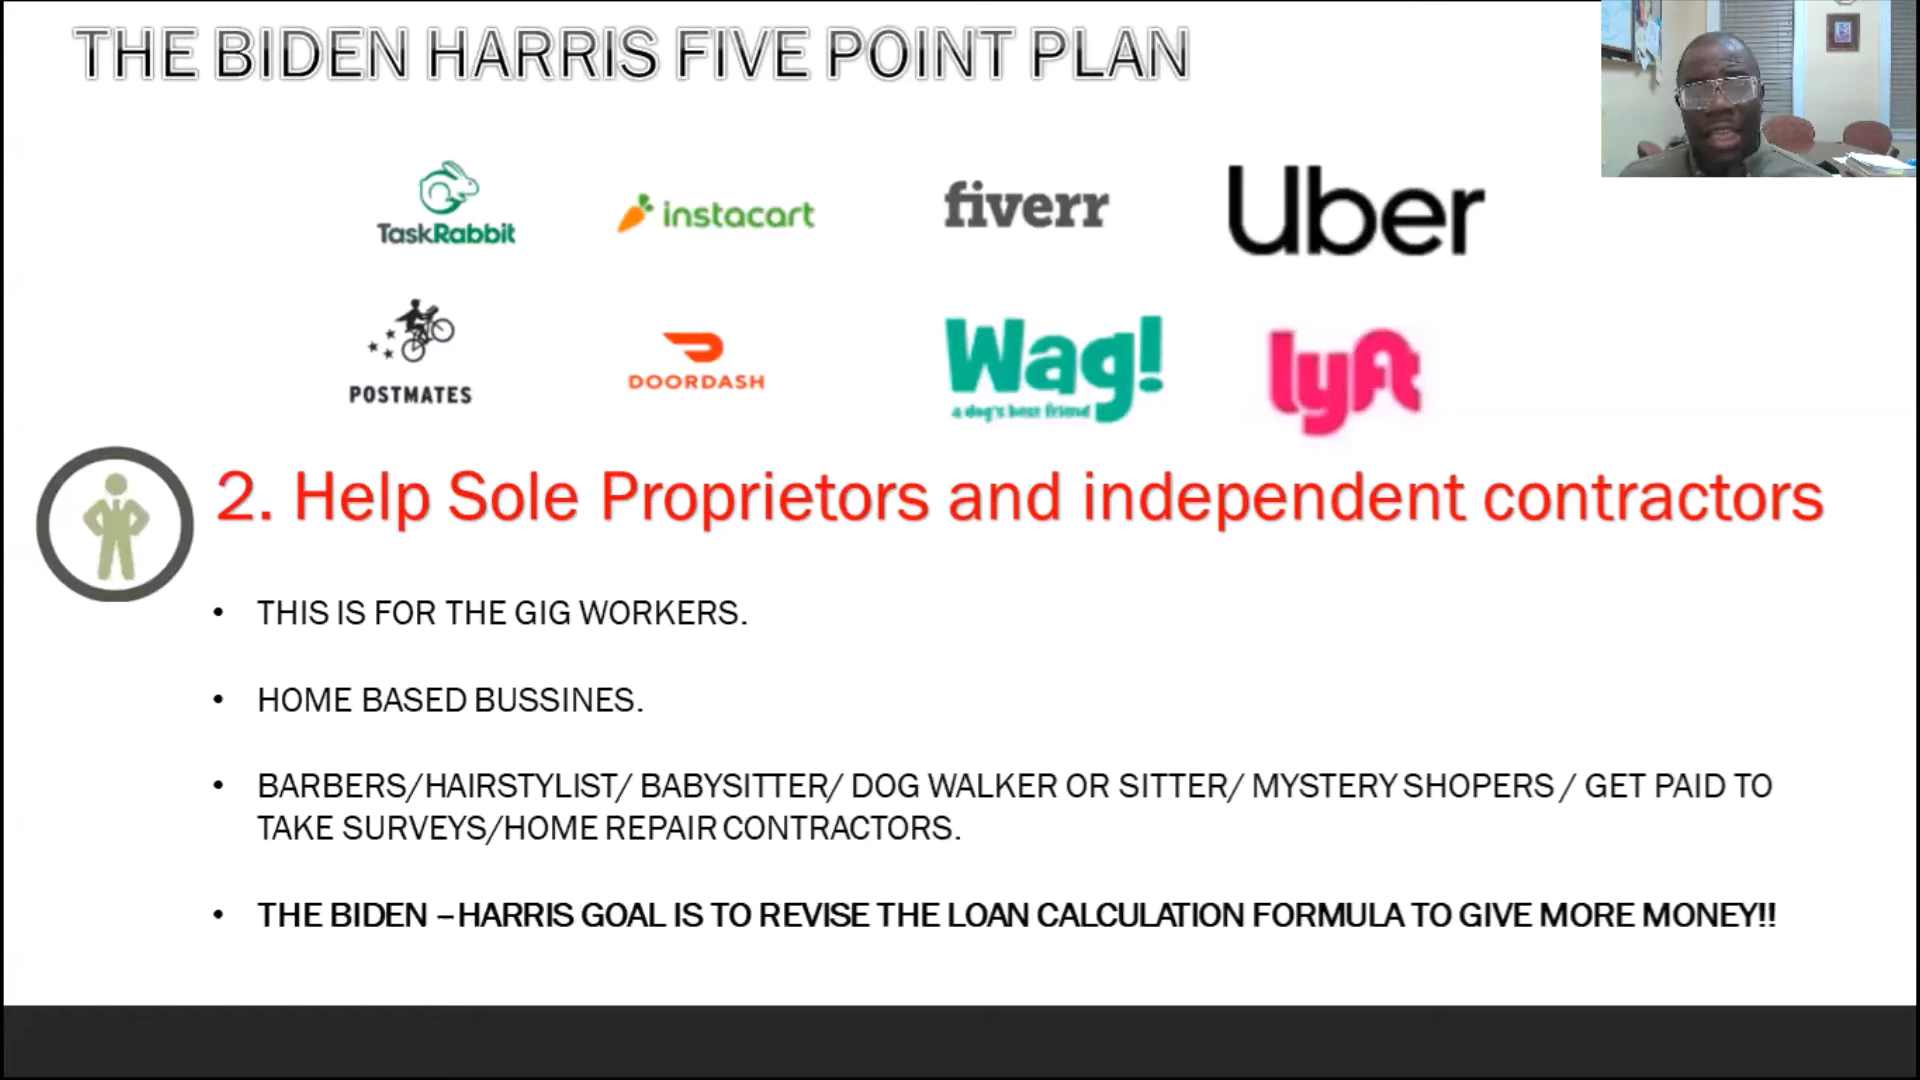 THE BIDEN HARRIS FIVE POINT PLAN
TaskRabbit
instacart
fiverr
Uber
POSTMATES
DOORDASH
Wag!
a dog's best friend
lyft
2. Help Sole Proprietors and independent contractors
• THIS IS FOR THE GIG WORKERS.
• HOME BASED BUSSINES.
• BARBERS/HAIRSTYLIST/ BABYSITTER/ DOG WALKER OR SITTER/ MYSTERY SHOPERS / GET PAID TO
TAKE SURVEYS/HOME REPAIR CONTRACTORS.
• THE BIDEN –HARRIS GOAL IS TO REVISE THE LOAN CALCULATION FORMULA TO GIVE MORE MONEY!!